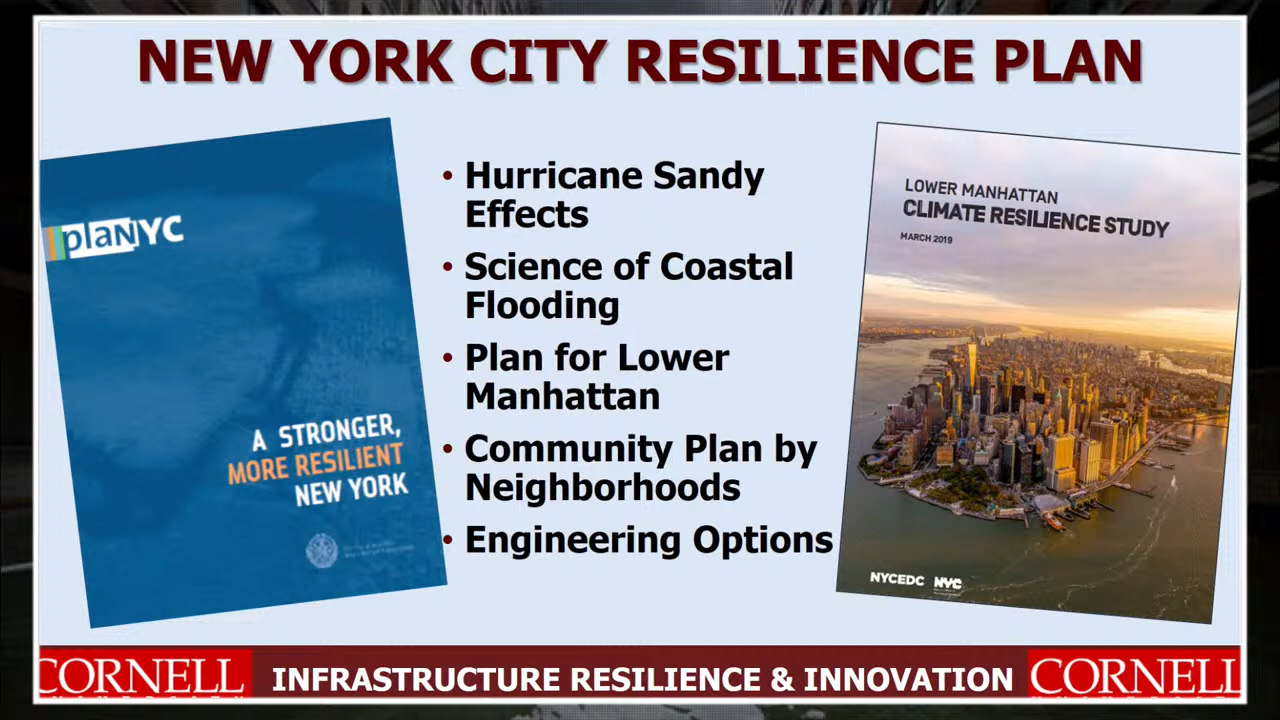 NEW YORK CITY RESILIENCE PLAN
plaNYC
A STRONGER,
MORE RESILIENT
NEW YORK
• Hurricane Sandy
Effects
• Science of Coastal
Flooding
• Plan for Lower
Manhattan
• Community Plan by
Neighborhoods
• Engineering Options
LOWER MANHATTAN
CLIMATE RESILIENCE STUDY
MARCH 2019
NYCEDC NYC
CORNELL
INFRASTRUCTURE RESILIENCE & INNOVATION
CORNELL